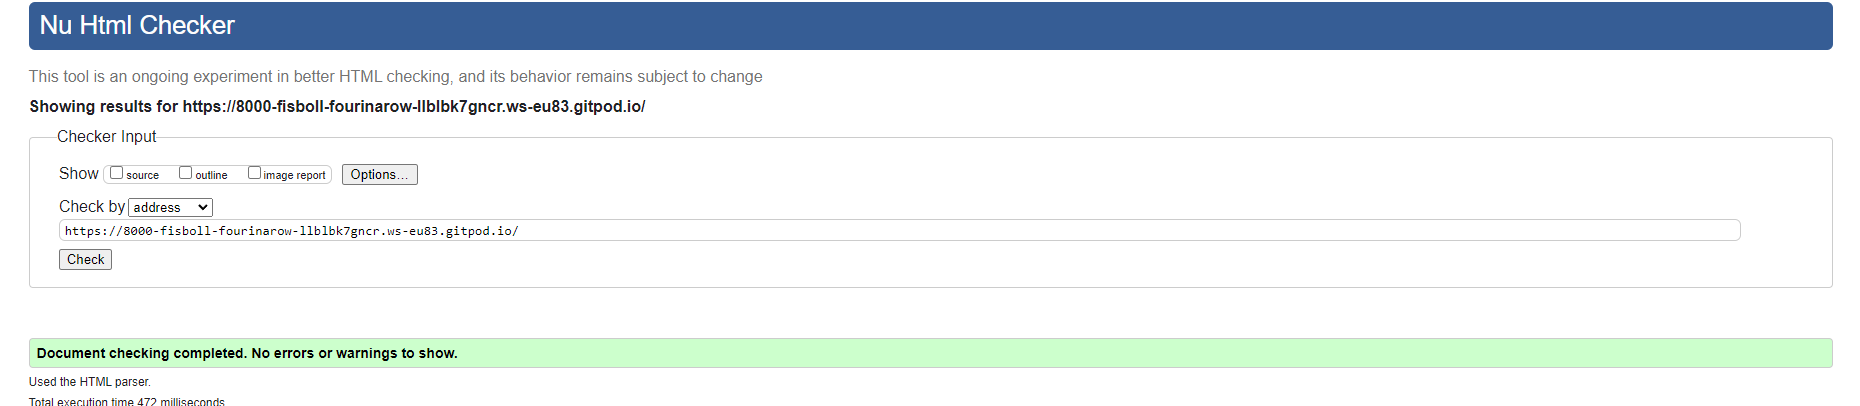 Nu Html Checker
This tool is an ongoing experiment in better HTML checking, and its behavior remains subject to change
Showing results for https://8000-fisboll-fourinarow-llblbk7gncr.ws-eu83.gitpod.io/
Checker Input
Show source outline image report Options...
Check by address
https://8000-fisboll-fourinarow-llblbk7gncr.ws-eu83.gitpod.io/
Check
Document checking completed. No errors or warnings to show.
Used the HTML parser.
Total execution time 472 milliseconds